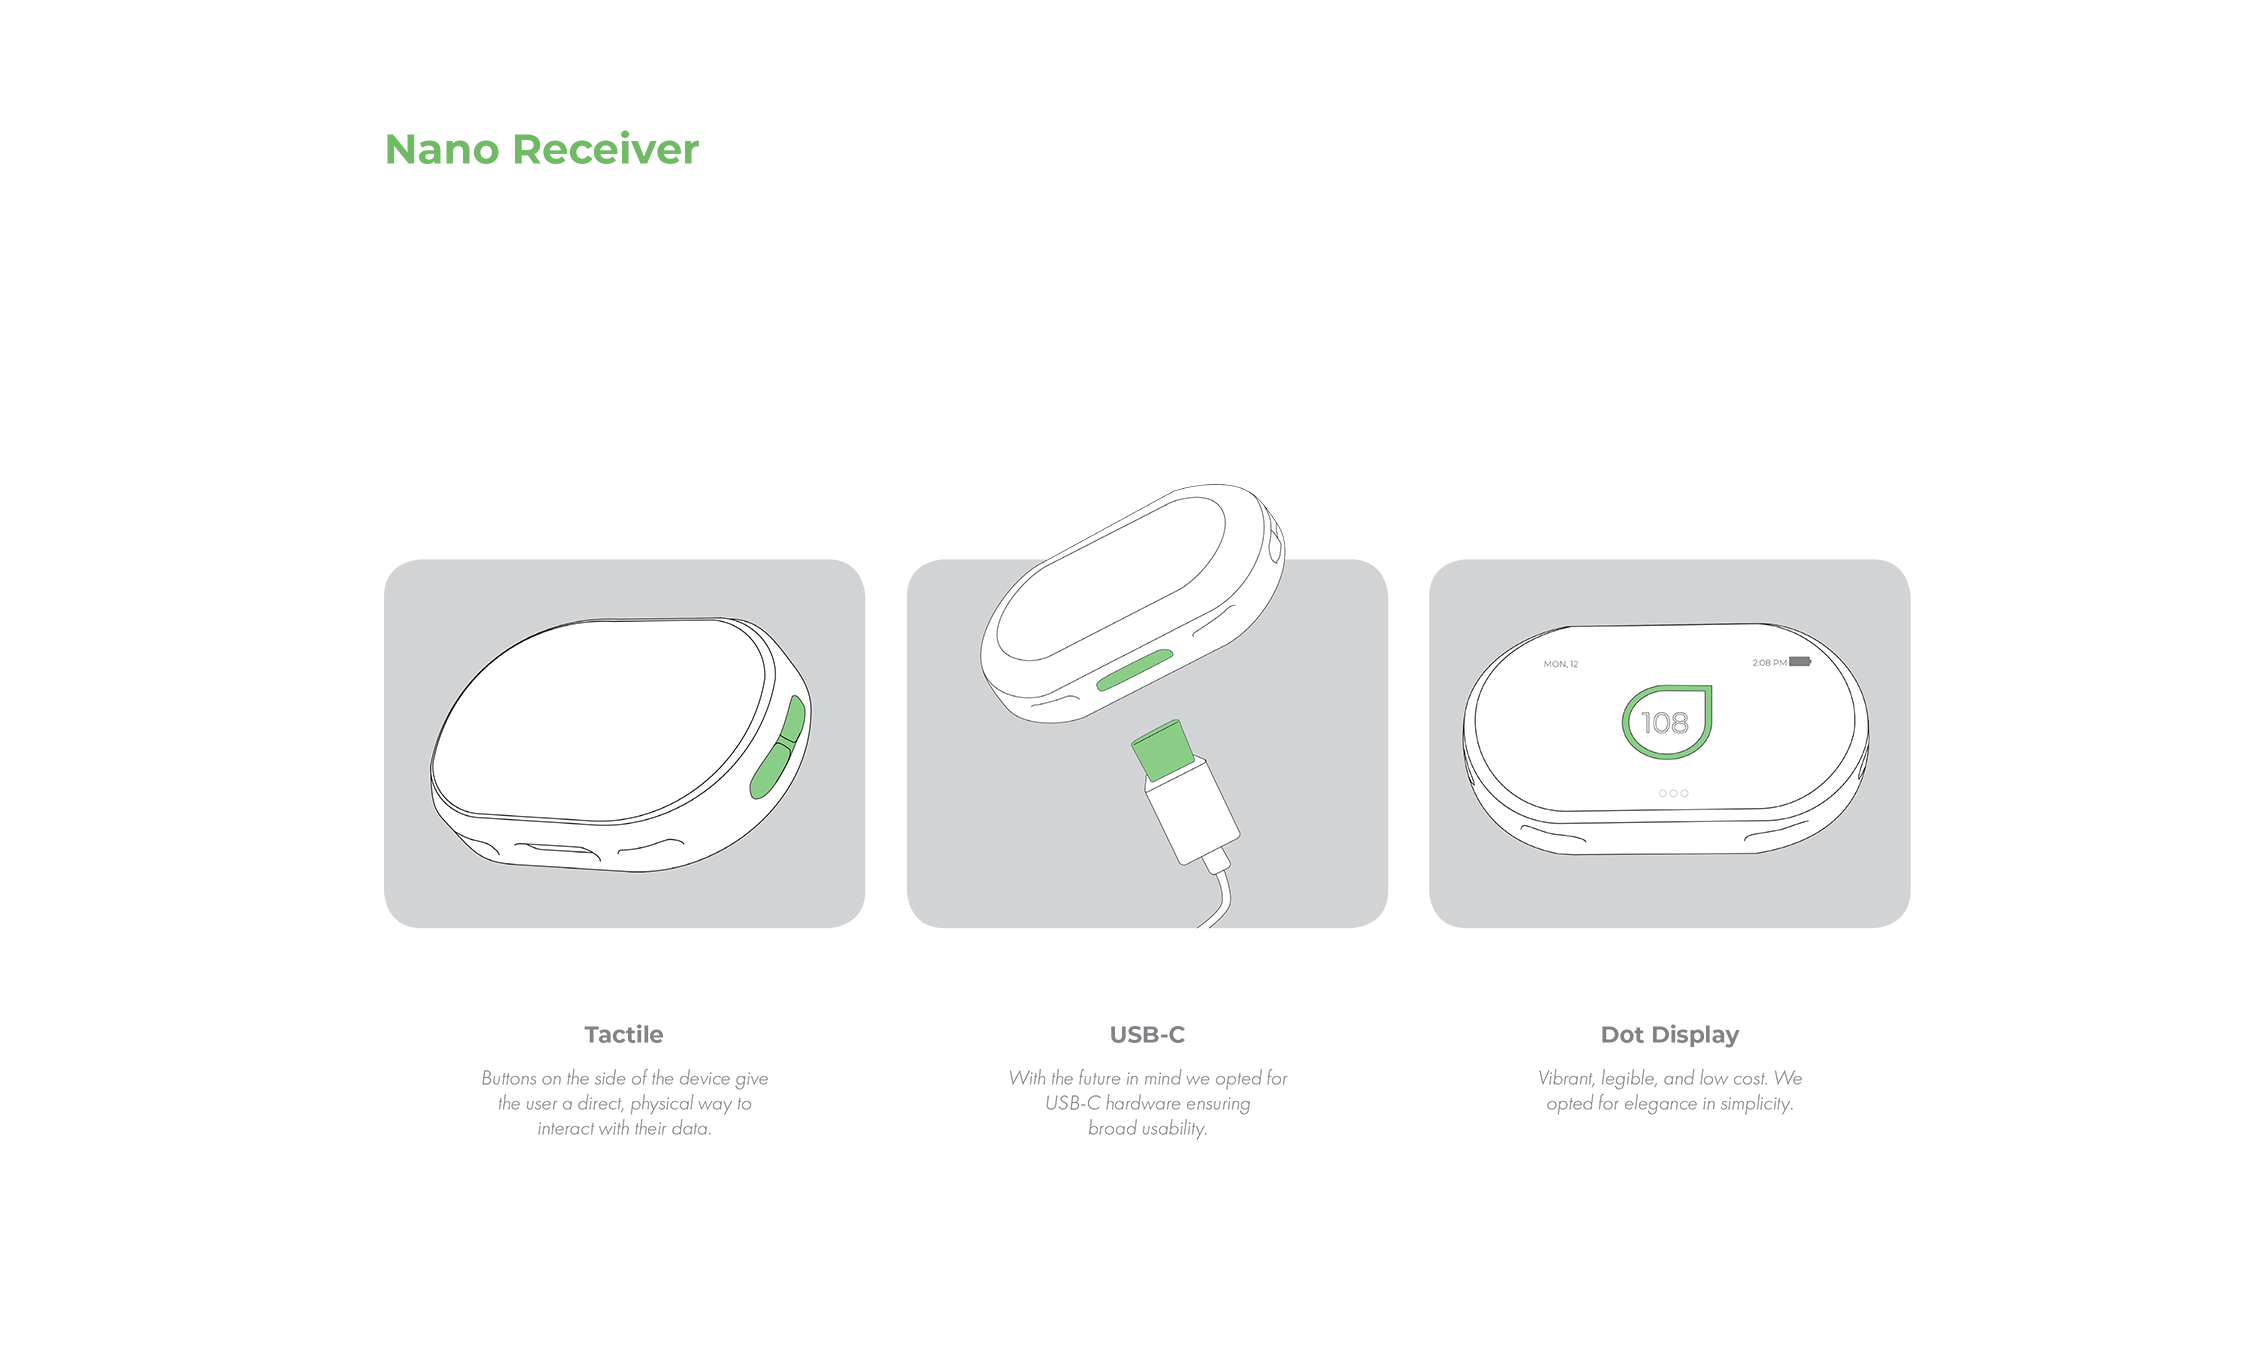 Nano Receiver
MON, 12
2:08 PM
108
Tactile
Buttons on the side of the device give
the user a direct, physical way to
interact with their data.
USB-C
With the future in mind we opted for
USB-C hardware ensuring
broad usability.
Dot Display
Vibrant, legible, and low cost. We
opted for elegance in simplicity.